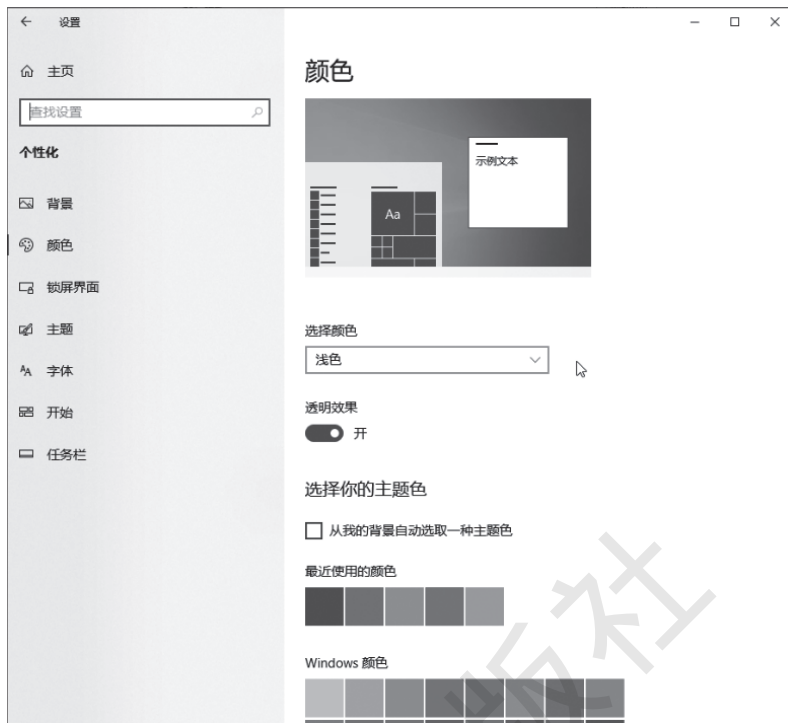 设置
主页
查找设置
个性化
背景
颜色
锁屏界面
主题
字体
开始
任务栏
颜色
示例文本
Aa
选择颜色
浅色
透明效果
开
选择你的主题色
从我的背景自动选取一种主题色
最近使用的颜色
Windows 颜色
版社